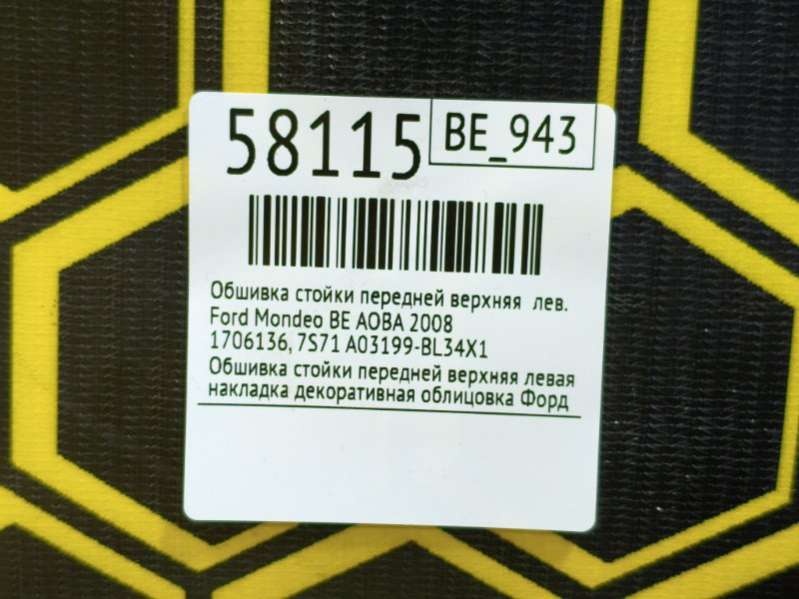 58115
BE_943
Обшивка стойки передней верхняя лев.
Ford Mondeo BE AOBA 2008
1706136, 7S71 A03199-BL34X1
Обшивка стойки передней верхняя левая
накладка декоративная облицовка Форд